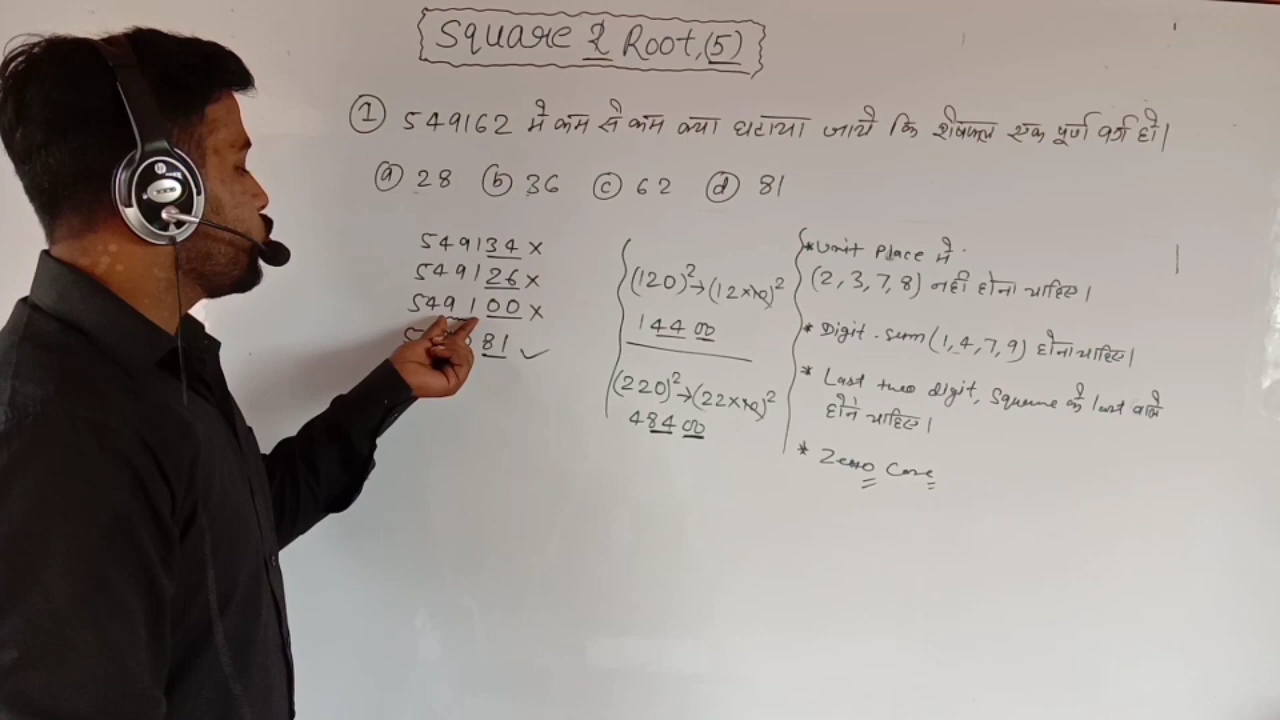 Square & Root, (5)
① 549162 में कम से कम क्या घटाया जाये कि शेषफल एक पूर्ण वर्ग हो।
ⓐ 28 ⓑ 36 ⓒ 62 ⓓ 81
549134 ×
549126 ×
549100 ×
81 ✓
(120)² → (12×10)²
14400
(220)² → (22×10)²
48400
* Unit Place में
(2, 3, 7, 8) नहीं होना चाहिए।
* Digit-sum (1, 4, 7, 9) होना चाहिए।
* Last two digit, Square के last वाले
होने चाहिए।
* Zero Case